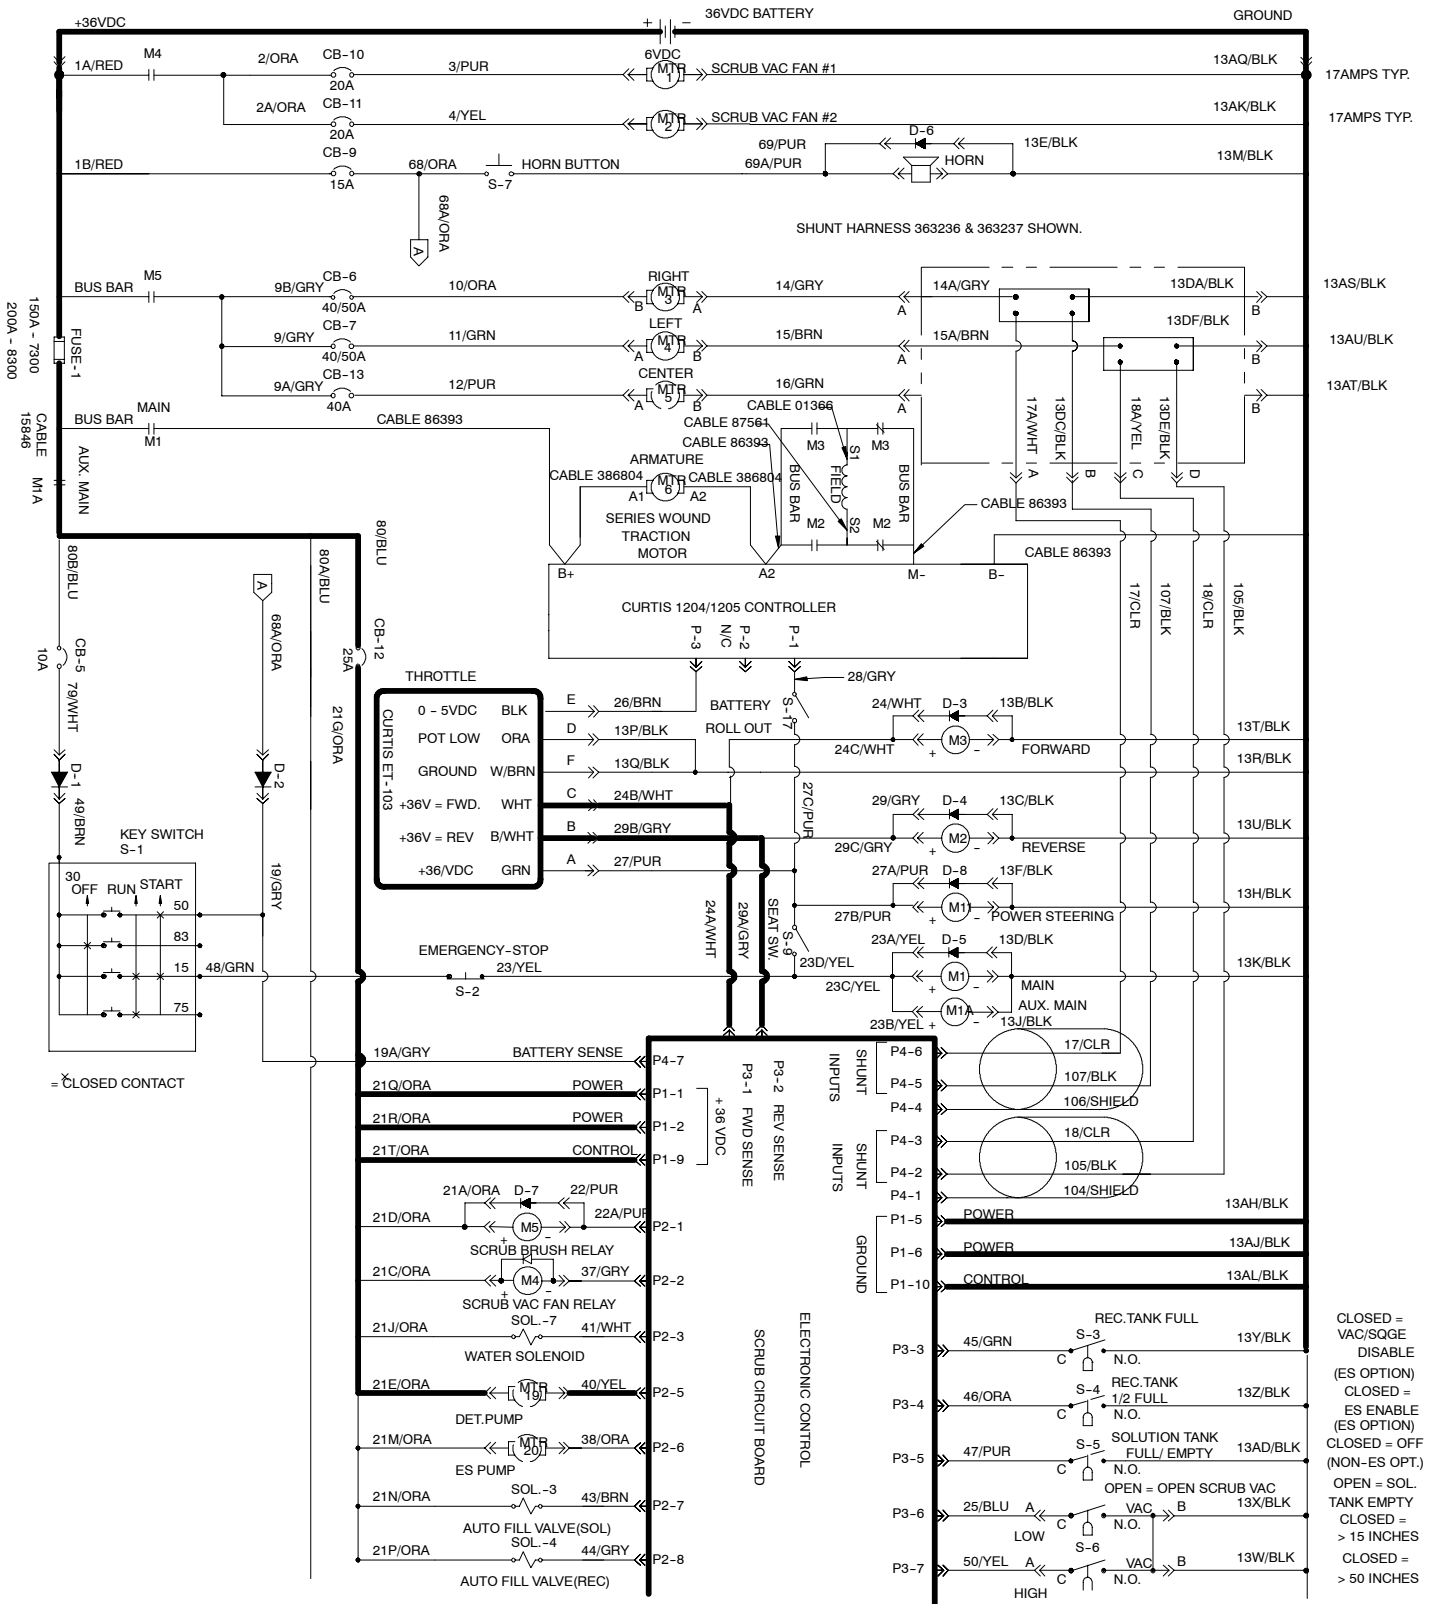 +36VDC
+ −
36VDC BATTERY
GROUND
1A/RED
M4
2/ORA
CB-10
20A
3/PUR
6VDC
MTR
1
SCRUB VAC FAN #1
13AQ/BLK
17AMPS TYP.
2A/ORA
CB-11
20A
4/YEL
MTR
2
SCRUB VAC FAN #2
13AK/BLK
17AMPS TYP.
1B/RED
CB-9
15A
68/ORA
S-7
HORN BUTTON
69/PUR
69A/PUR
D-6
13E/BLK
HORN
13M/BLK
68A/ORA
A
SHUNT HARNESS 363236 & 363237 SHOWN.
BUS BAR
M5
9B/GRY
CB-6
40/50A
10/ORA
RIGHT
B
MTR
3
A
14/GRY
A
14A/GRY
13DA/BLK
B
13AS/BLK
9/GRY
CB-7
40/50A
11/GRN
LEFT
A
MTR
4
B
15/BRN
A
15A/BRN
13DF/BLK
B
13AU/BLK
9A/GRY
CB-13
40A
12/PUR
CENTER
A
MTR
5
B
16/GRN
A
B
13AT/BLK
FUSE-1
150A - 7300
200A - 8300
CABLE
15846
BUS BAR
MAIN
M1
CABLE 86393
AUX. MAIN
M1A
CABLE 01366
CABLE 87561
CABLE 86393
M3
M3
S1
FIELD
S2
BUS BAR
BUS BAR
M2
M2
ARMATURE
CABLE 386804
A1
MTR
6
A2
CABLE 386804
SERIES WOUND
TRACTION
MOTOR
17A/WHT
13DC/BLK
18A/YEL
13DE/BLK
A
B
C
D
CABLE 86393
CABLE 86393
B+
A2
M-
B-
CURTIS 1204/1205 CONTROLLER
P-3
P-2
N/C
P-1
17/CLR
107/BLK
18/CLR
105/BLK
80B/BLU
80A/BLU
80/BLU
A
68A/ORA
CB-5
10A
79/WHT
CB-12
25A
21G/ORA
D-1
49/BRN
D-2
19/GRY
THROTTLE
CURTIS ET-103
0 - 5VDC
BLK
E
26/BRN
POT LOW
ORA
D
13P/BLK
GROUND
W/BRN
F
13Q/BLK
+36V = FWD.
WHT
C
24B/WHT
+36V = REV
B/WHT
B
29B/GRY
+36/VDC
GRN
A
27/PUR
28/GRY
S-17
BATTERY
ROLL OUT
27C/PUR
24/WHT
D-3
13B/BLK
24C/WHT
+
M3
−
FORWARD
13T/BLK
13R/BLK
29/GRY
D-4
13C/BLK
29C/GRY
+
M2
−
REVERSE
13U/BLK
27A/PUR
D-8
13F/BLK
27B/PUR
+
M11
−
POWER STEERING
13H/BLK
24A/WHT
29A/GRY
SEAT SW.
S-9
23D/YEL
23A/YEL
D-5
13D/BLK
23C/YEL
+
M1
−
MAIN
13K/BLK
23B/YEL
+
M1A
−
AUX. MAIN
13J/BLK
KEY SWITCH
S-1
30
OFF
RUN
START
50
83
15
75
48/GRN
EMERGENCY-STOP
S-2
23/YEL
X
= CLOSED CONTACT
19A/GRY
BATTERY SENSE
P4-7
21Q/ORA
POWER
P1-1
21R/ORA
POWER
P1-2
21T/ORA
CONTROL
P1-9
+ 36 VDC
P3-1 FWD SENSE
P3-2 REV SENSE
SHUNT
INPUTS
P4-6
17/CLR
P4-5
107/BLK
P4-4
106/SHIELD
SHUNT
INPUTS
P4-3
18/CLR
P4-2
105/BLK
P4-1
104/SHIELD
GROUND
P1-5
POWER
13AH/BLK
P1-6
POWER
13AJ/BLK
P1-10
CONTROL
13AL/BLK
21A/ORA
D-7
22/PUR
21D/ORA
+
M5
−
22A/PUR
P2-1
SCRUB BRUSH RELAY
21C/ORA
+
M4
−
37/GRY
P2-2
SCRUB VAC FAN RELAY
21J/ORA
SOL.-7
41/WHT
P2-3
WATER SOLENOID
21E/ORA
MTR
19
40/YEL
P2-5
DET.PUMP
21M/ORA
MTR
20
38/ORA
P2-6
ES PUMP
21N/ORA
SOL.-3
43/BRN
P2-7
AUTO FILL VALVE(SOL)
21P/ORA
SOL.-4
44/GRY
P2-8
AUTO FILL VALVE(REC)
ELECTRONIC CONTROL
SCRUB CIRCUIT BOARD
REC.TANK FULL
P3-3
45/GRN
S-3
C
N.O.
13Y/BLK
CLOSED =
VAC/SQGE
DISABLE
(ES OPTION)
P3-4
46/ORA
S-4
C
REC.TANK
1/2 FULL
N.O.
13Z/BLK
CLOSED =
ES ENABLE
(ES OPTION)
P3-5
47/PUR
S-5
C
SOLUTION TANK
FULL/ EMPTY
N.O.
13AD/BLK
CLOSED = OFF
(NON-ES OPT.)
OPEN = SOL.
TANK EMPTY
OPEN = OPEN SCRUB VAC
P3-6
25/BLU
A
LOW
C
VAC
N.O.
B
13X/BLK
CLOSED =
> 15 INCHES
P3-7
50/YEL
A
HIGH
S-6
C
VAC
N.O.
B
13W/BLK
CLOSED =
> 50 INCHES